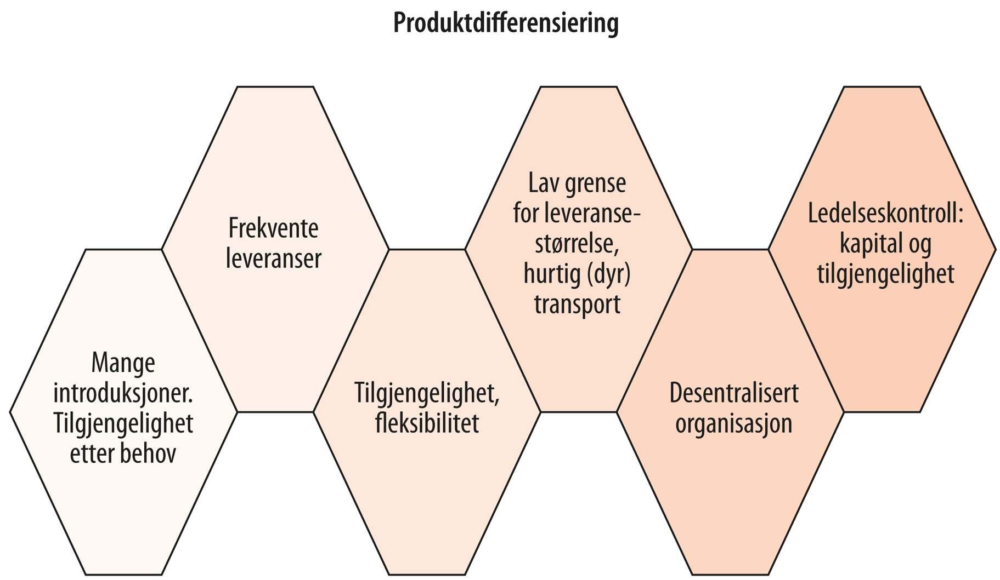 Produktdifferensiering
Mange
introduksjoner.
Tilgjengelighet
etter behov
Frekvente
leveranser
Tilgjengelighet,
fleksibilitet
Lav grense
for leveranse-
størrelse,
hurtig (dyr)
transport
Desentralisert
organisasjon
Ledelseskontroll:
kapital og
tilgjengelighet